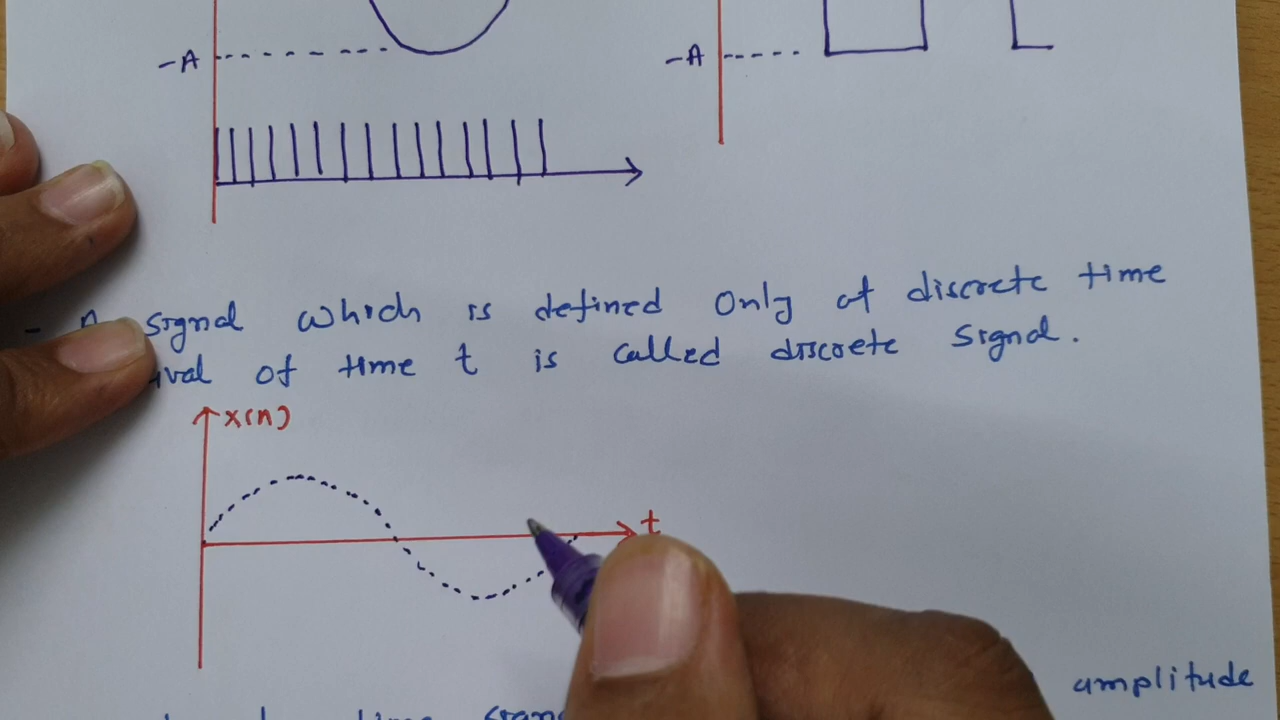 -A
-A
- signal which is defined only at discrete time
of time t is called discrete signal.
x(n)
t
amplitude